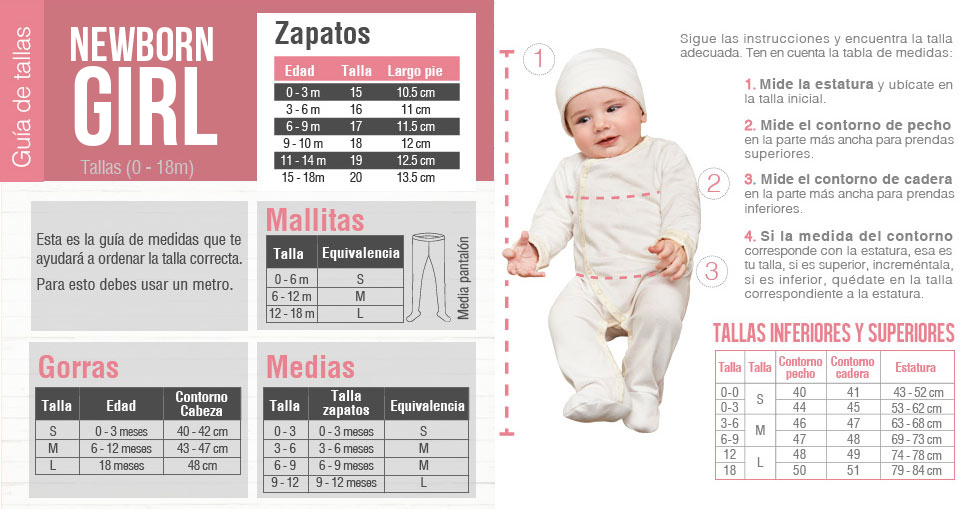 Guía de tallas
NEWBORN
GIRL
Tallas (0 - 18m)
Zapatos
Edad Talla Largo pie
0 - 3 m 15 10.5 cm
3 - 6 m 16 11 cm
6 - 9 m 17 11.5 cm
9 - 10 m 18 12 cm
11 - 14 m 19 12.5 cm
15 - 18m 20 13.5 cm
Esta es la guía de medidas que te
ayudará a ordenar la talla correcta.
Para esto debes usar un metro.
Mallitas
Talla Equivalencia
0 - 6 m S
6 - 12 m M
12 - 18 m L
Media pantalón
Gorras
Talla Edad Contorno
Cabeza
S 0 - 3 meses 40 - 42 cm
M 6 - 12 meses 43 - 47 cm
L 18 meses 48 cm
Medias
Talla Talla
zapatos Equivalencia
0 - 3 0 - 3 meses S
3 - 6 3 - 6 meses M
6 - 9 6 - 9 meses M
9 - 12 9 - 12 meses L
1
2
3
Sigue las instrucciones y encuentra la talla
adecuada. Ten en cuenta la tabla de medidas:
1. Mide la estatura y ubícate en
la talla inicial.
2. Mide el contorno de pecho
en la parte más ancha para prendas
superiores.
3. Mide el contorno de cadera
en la parte más ancha para prendas
inferiores.
4. Si la medida del contorno
corresponde con la estatura, esa es
tu talla, si es superior, increméntala,
si es inferior, quédate en la talla
correspondiente a la estatura.
TALLAS INFERIORES Y SUPERIORES
Talla Talla Contorno pecho Contorno cadera Estatura
0-0 S 40 41 43 - 52 cm
0-3 44 45 53 - 62 cm
3-6 M 46 47 63 - 68 cm
6-9 47 48 69 - 73 cm
12 L 48 49 74 - 78 cm
18 50 51 79 - 84 cm